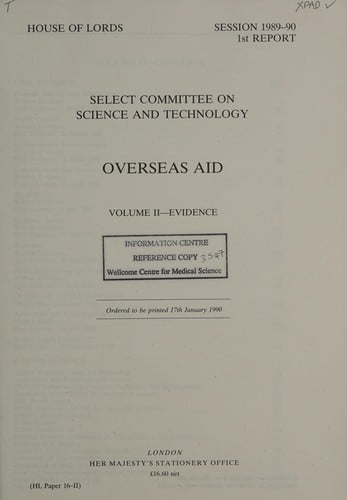 T
XPAD ✓
HOUSE OF LORDS
SESSION 1989–90
1st REPORT
SELECT COMMITTEE ON
SCIENCE AND TECHNOLOGY
OVERSEAS AID
VOLUME II—EVIDENCE
INFORMATION CENTRE
REFERENCE COPY
Wellcome Centre for Medical Science
Ordered to be printed 17th January 1990
LONDON
HER MAJESTY'S STATIONERY OFFICE
£16.60 net
(HL Paper 16-II)